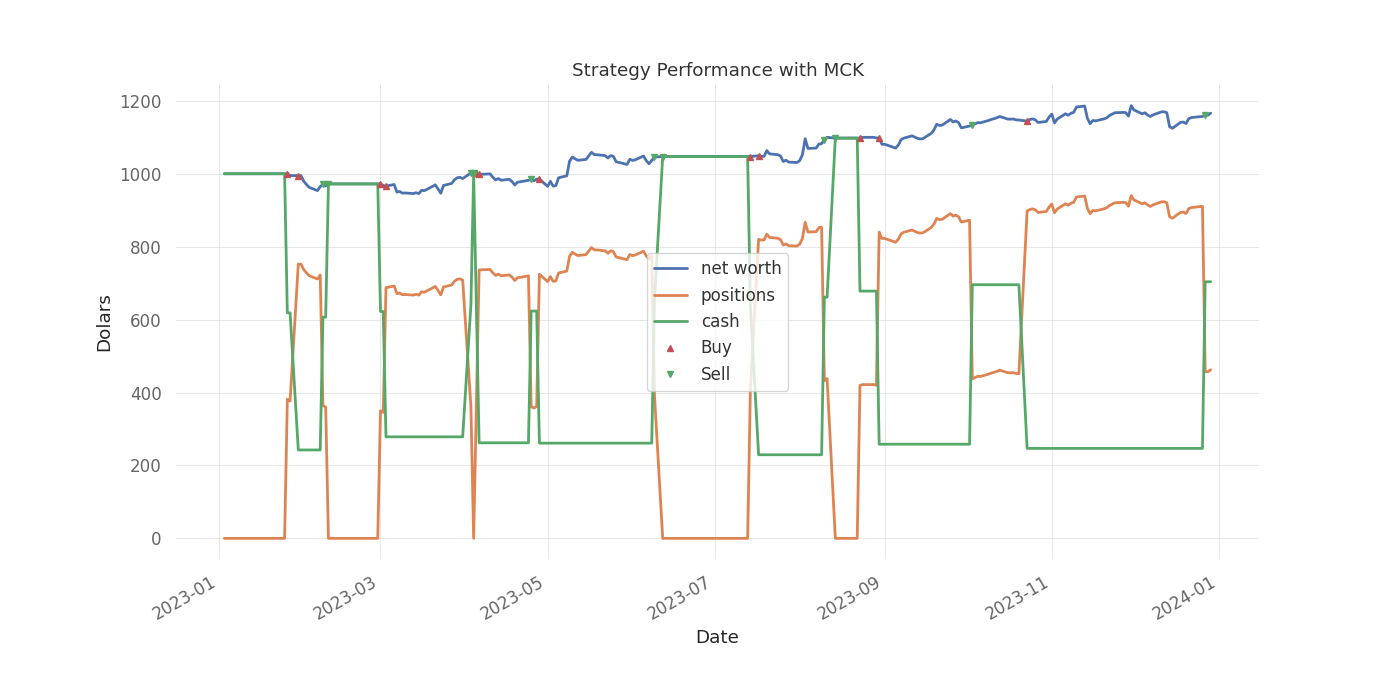 Strategy Performance with MCK
1200
1000
800
600
400
200
0
Dolars
net worth
positions
cash
Buy
Sell
2023-01
2023-03
2023-05
2023-07
2023-09
2023-11
2024-01
Date